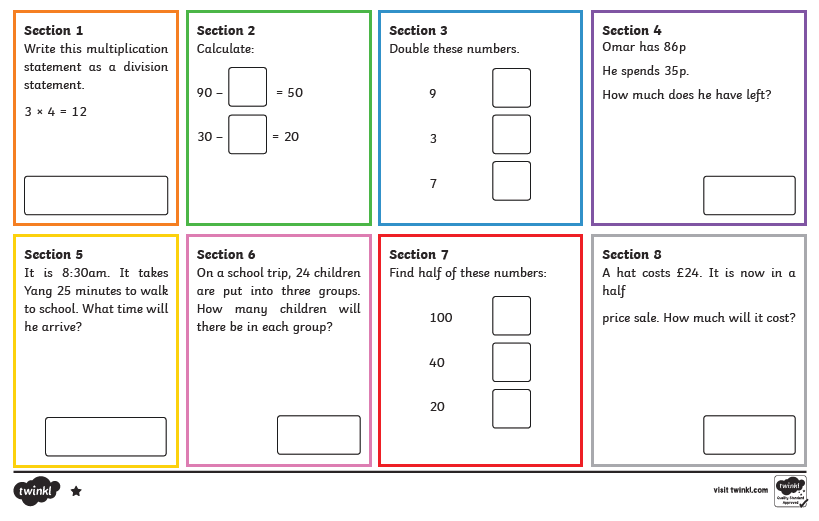 Section 1
Write this multiplication
statement as a division
statement.
3 × 4 = 12
Section 2
Calculate:
90 – = 50
30 – = 20
Section 3
Double these numbers.
9
3
7
Section 4
Omar has 86p
He spends 35p.
How much does he have left?
Section 5
It is 8:30am. It takes
Yang 25 minutes to walk
to school. What time will
he arrive?
Section 6
On a school trip, 24 children
are put into three groups.
How many children will
there be in each group?
Section 7
Find half of these numbers:
100
40
20
Section 8
A hat costs £24. It is now in a
half
price sale. How much will it cost?
twinkl
visit twinkl.com
twinkl
Quality Standard
Approved